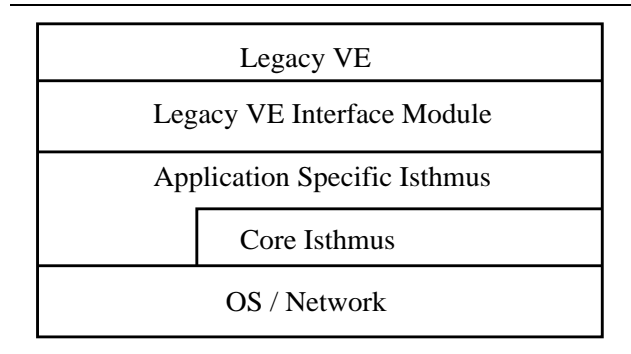 Legacy VE
Legacy VE Interface Module
Application Specific Isthmus
Core Isthmus
OS / Network